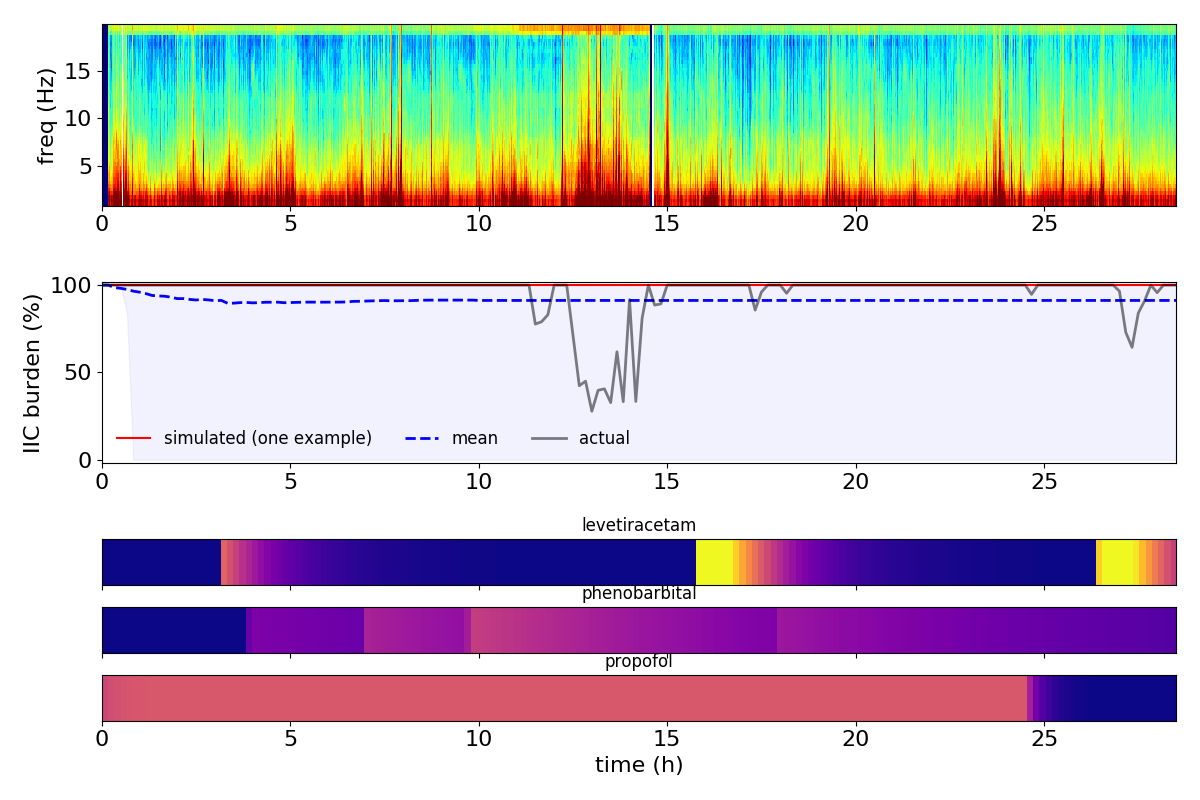 freq (Hz)
15
10
5
0 5 10 15 20 25
IIC burden (%)
100
50
0
simulated (one example) mean actual
0 5 10 15 20 25
levetiracetam
phenobarbital
propofol
0 5 10 15 20 25
time (h)